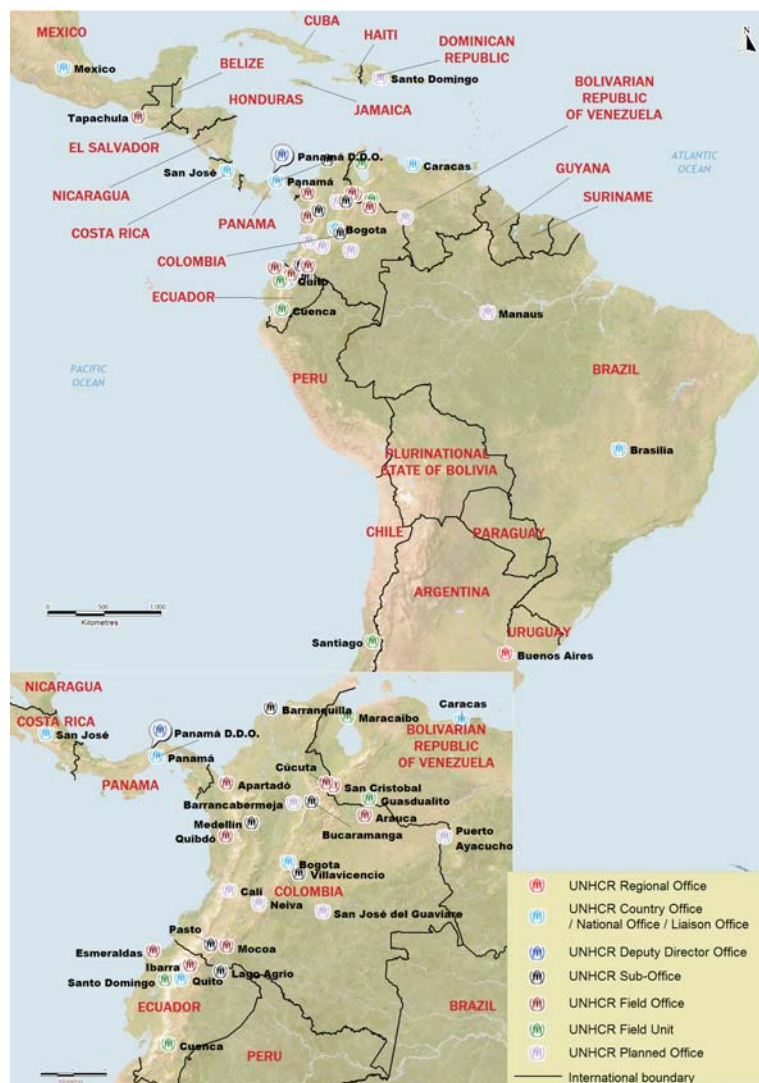 MEXICO
CUBA
HAITI
DOMINICAN
REPUBLIC
N
Mexico
BELIZE
Santo Domingo
BOLIVARIAN
REPUBLIC
OF VENEZUELA
HONDURAS
JAMAICA
Tapachula
EL SALVADOR
Panamá D.D.O.
Caracas
ATLANTIC
OCEAN
San José
Panamá
GUYANA
NICARAGUA
SURINAME
PANAMA
COSTA RICA
Bogota
COLOMBIA
Quito
ECUADOR
Cuenca
Manaus
PACIFIC
OCEAN
PERU
BRAZIL
PLURINATIONAL
STATE OF BOLIVIA
Brasilia
CHILE
PARAGUAY
ARGENTINA
0 500 1.000
Kilometres
Santiago
URUGUAY
Buenos Aires
NICARAGUA
COSTA RICA
San José
Panamá D.D.O.
Barranquilla
Maracaibo
Caracas
BOLIVARIAN
REPUBLIC
OF VENEZUELA
Panamá
PANAMA
Cúcuta
Apartadó
San Cristobal
Barrancabermeja
Guasdualito
Medellín
Arauca
Quibdó
Bucaramanga
Puerto
Ayacucho
Bogota
Villavicencio
Cali
COLOMBIA
Neiva
San José del Guaviare
Pasto
Mocoa
Esmeraldas
Ibarra
Lago Agrio
Santo Domingo
Quito
ECUADOR
BRAZIL
Cuenca
PERU
UNHCR Regional Office
UNHCR Country Office
/ National Office / Liaison Office
UNHCR Deputy Director Office
UNHCR Sub-Office
UNHCR Field Office
UNHCR Field Unit
UNHCR Planned Office
International boundary